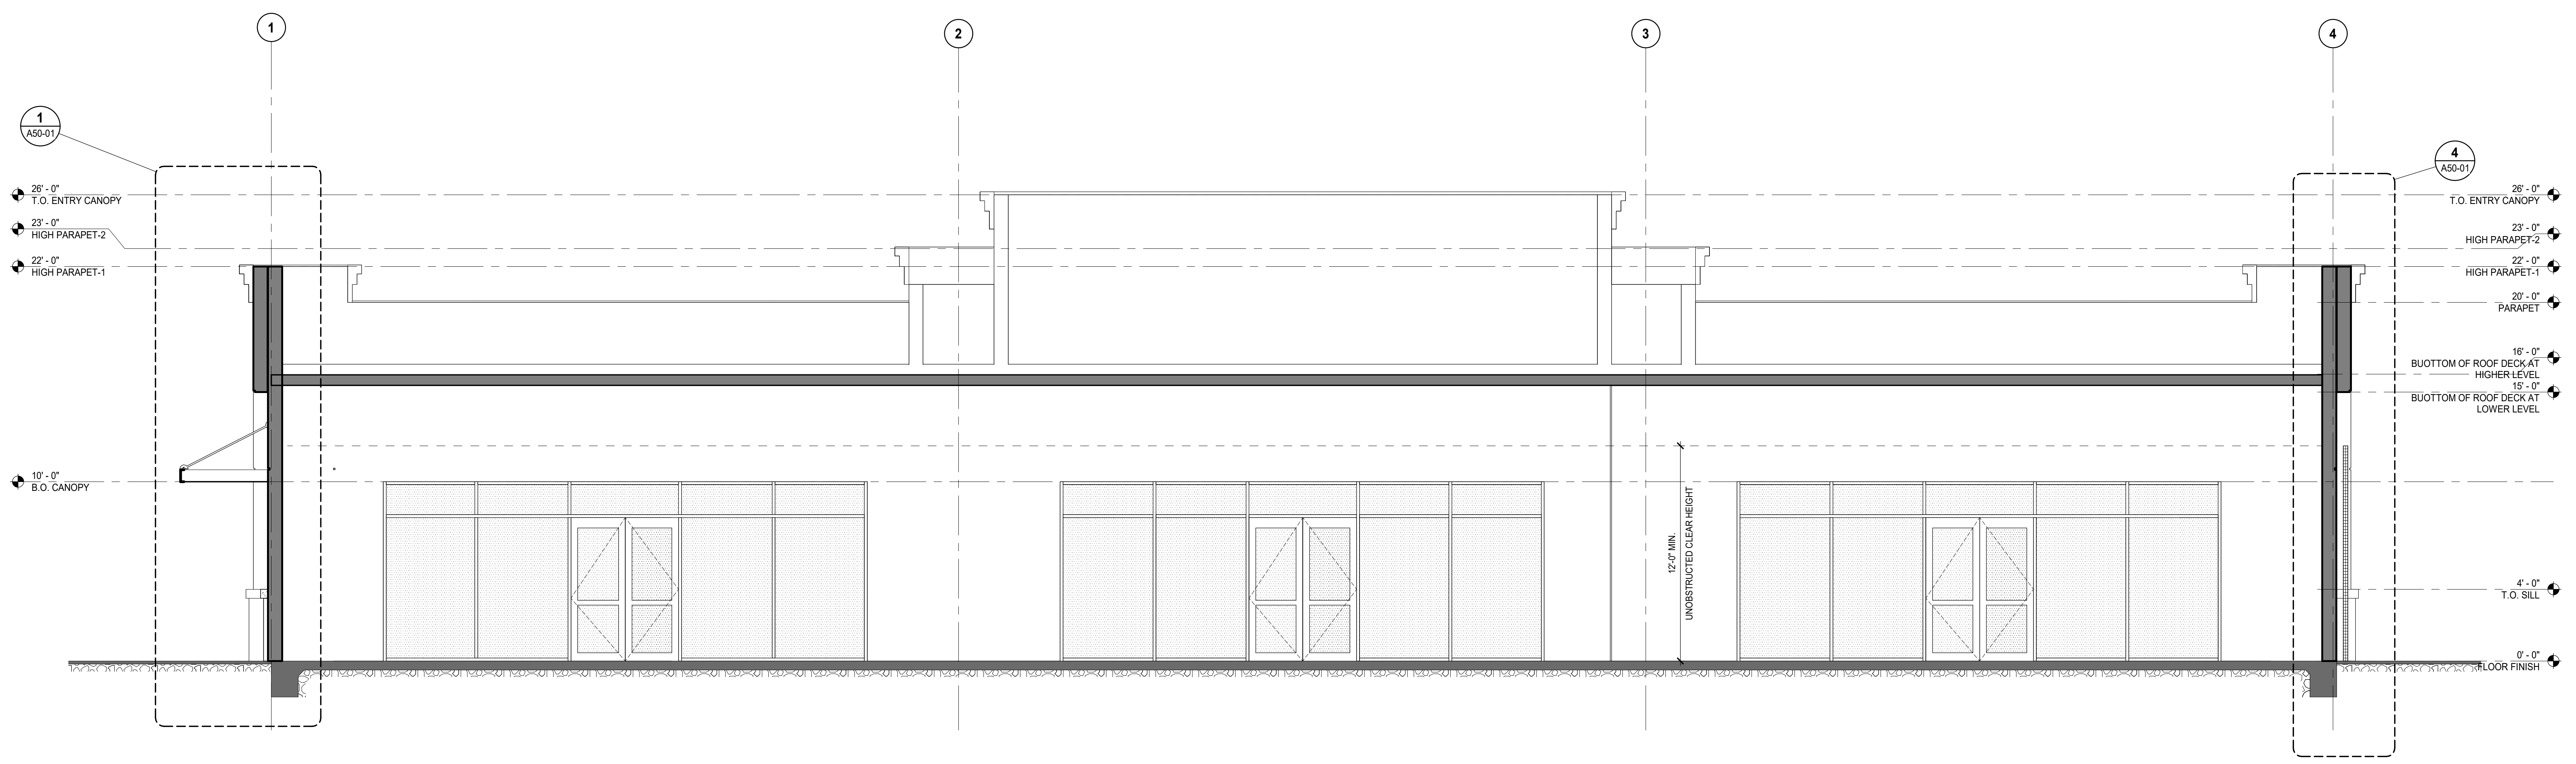 1
2
3
4
1
A50-01
4
A50-01
26' - 0"
T.O. ENTRY CANOPY
23' - 0"
HIGH PARAPET-2
22' - 0"
HIGH PARAPET-1
10' - 0"
B.O. CANOPY
12'-0" MIN.
UNOBSTRUCTED CLEAR HEIGHT
26' - 0"
T.O. ENTRY CANOPY
23' - 0"
HIGH PARAPET-2
22' - 0"
HIGH PARAPET-1
20' - 0"
PARAPET
16' - 0"
BUOTTOM OF ROOF DECK AT
HIGHER LEVEL
15' - 0"
BUOTTOM OF ROOF DECK AT
LOWER LEVEL
4' - 0"
T.O. SILL
0' - 0"
FLOOR FINISH